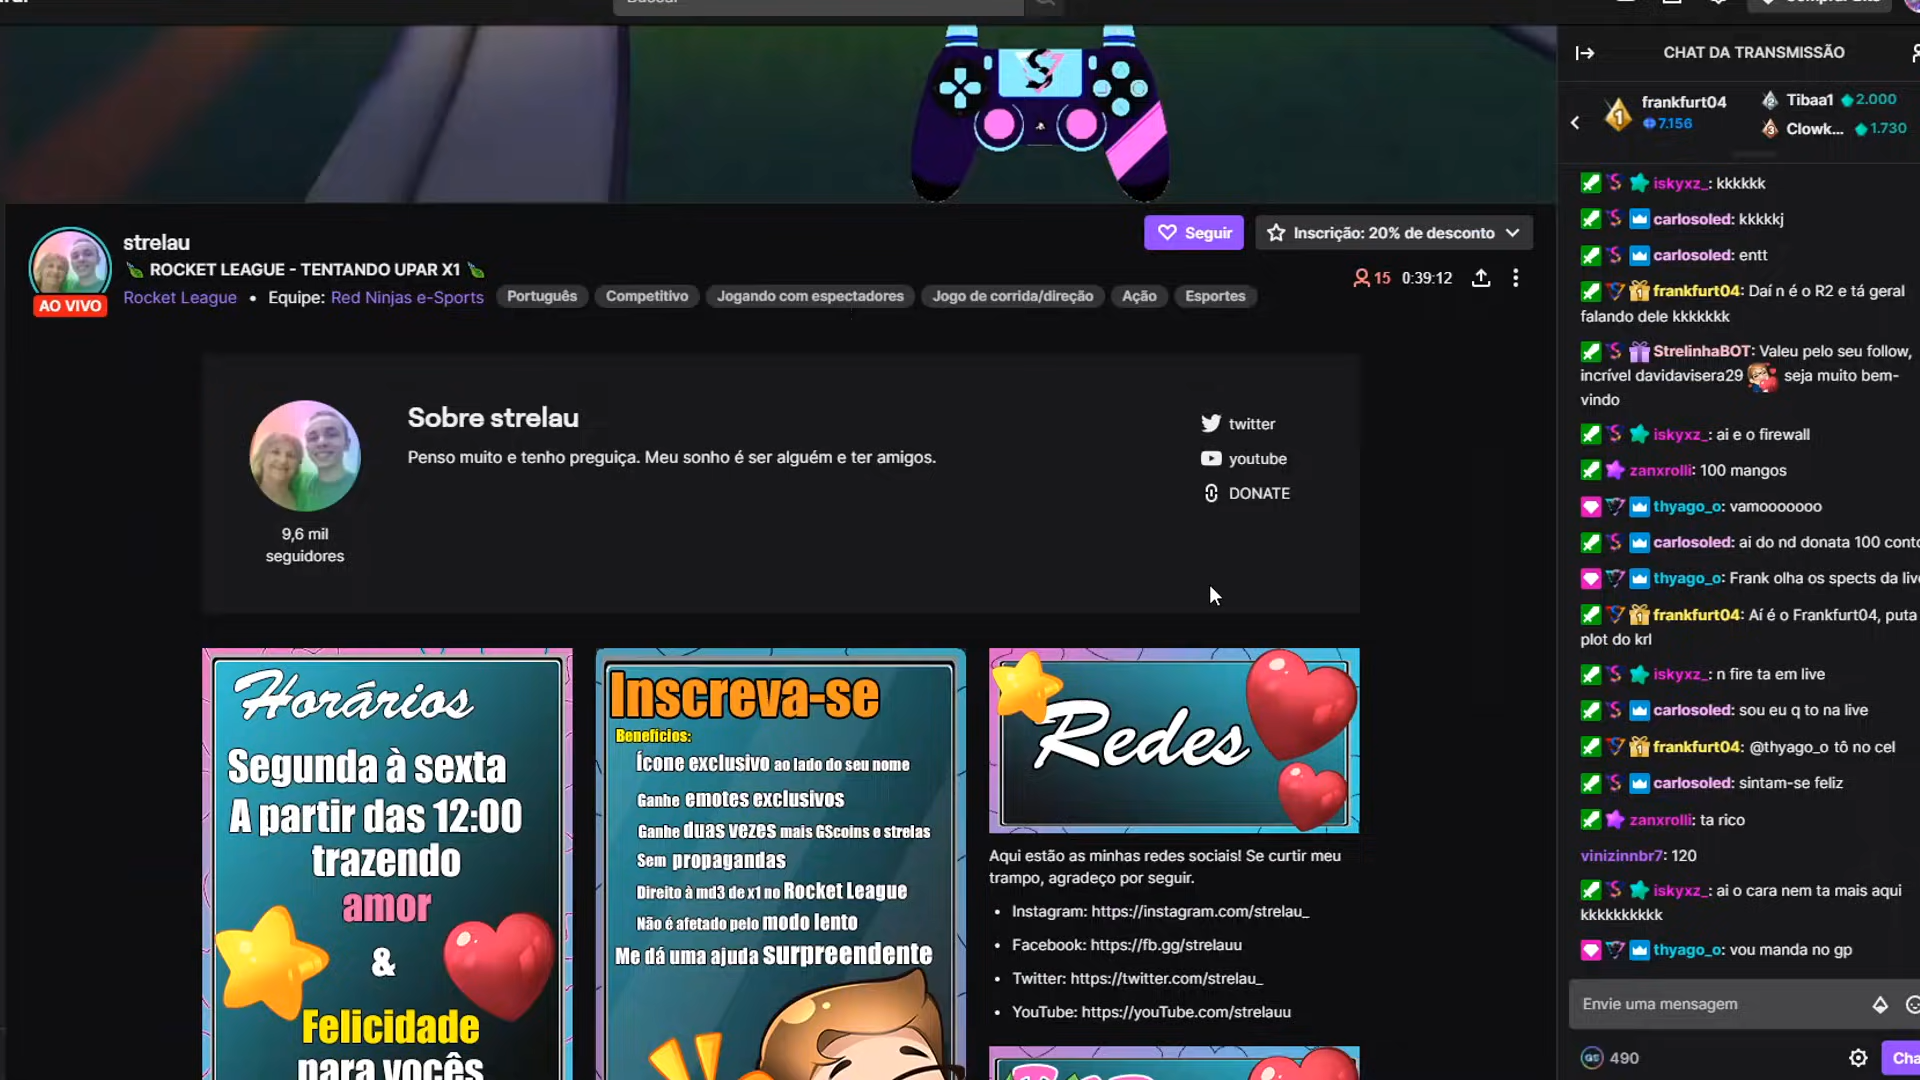 CHAT DA TRANSMISSÃO
frankfurt04
7.156
Tibaa1 2.000
Clowk... 1.730
strelau
ROCKET LEAGUE - TENTANDO UPAR X1
AO VIVO
Rocket League • Equipe: Red Ninjas e-Sports
Português
Competitivo
Jogando com espectadores
Jogo de corrida/direção
Ação
Esportes
Seguir
Inscrição: 20% de desconto
15 0:39:12
Sobre strelau
Penso muito e tenho preguiça. Meu sonho é ser alguém e ter amigos.
9,6 mil
seguidores
twitter
youtube
DONATE
Horários
Segunda à sexta
A partir das 12:00
trazendo
amor
&
Felicidade
para vocês
Inscreva-se
Benefícios:
Ícone exclusivo ao lado do seu nome
Ganhe emotes exclusivos
Ganhe duas vezes mais GScoins e strelas
Sem propagandas
Direito à md3 de x1 no Rocket League
Não é afetado pelo modo lento
Me dá uma ajuda surpreendente
Redes
Aqui estão as minhas redes sociais! Se curtir meu
trampo, agradeço por seguir.
• Instagram: https://instagram.com/strelau_
• Facebook: https://fb.gg/strelauu
• Twitter: https://twitter.com/strelau_
• YouTube: https://youTube.com/strelauu
iskyxz_: kkkkkk
carlosoled: kkkkkj
carlosoled: entt
frankfurt04: Daí n é o R2 e tá geral
falando dele kkkkkkk
StrelinhaBOT: Valeu pelo seu follow,
incrível davidavisera29 seja muito bem-
vindo
iskyxz_: ai e o firewall
zanxrolli: 100 mangos
thyago_o: vamooooooo
carlosoled: ai do nd donata 100 conto
thyago_o: Frank olha os spects da live
frankfurt04: Aí é o Frankfurt04, puta
plot do krl
iskyxz_: n fire ta em live
carlosoled: sou eu q to na live
frankfurt04: @thyago_o tô no cel
carlosoled: sintam-se feliz
zanxrolli: ta rico
vinizinnbr7: 120
iskyxz_: ai o cara nem ta mais aqui
kkkkkkkkkk
thyago_o: vou manda no gp
Envie uma mensagem
490